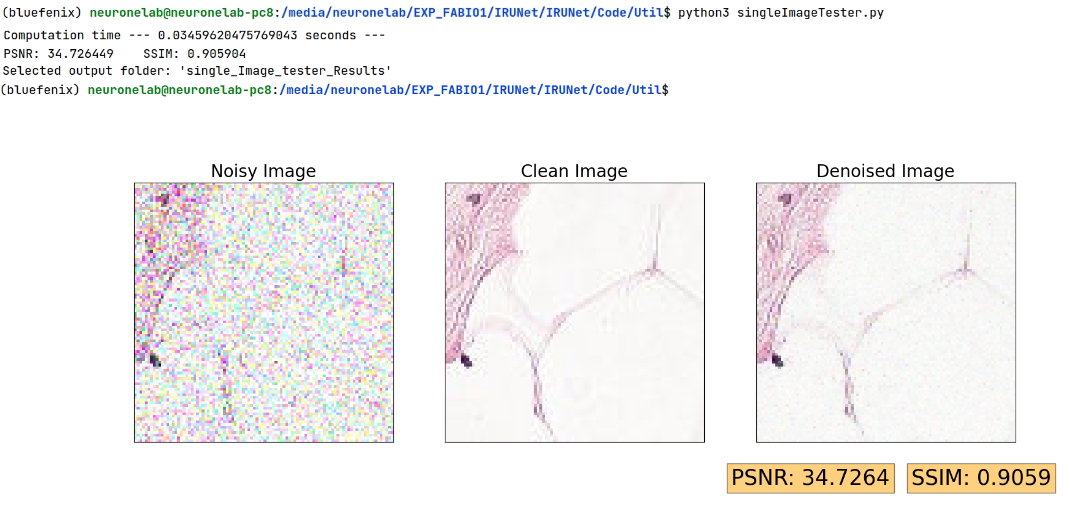 (bluefenix) neuronelab@neuronelab-pc8:/media/neuronelab/EXP_FABIO1/IRUNet/IRUNet/Code/Util$ python3 singleImageTester.py
Computation time --- 0.03459620475769043 seconds ---
PSNR: 34.726449    SSIM: 0.905904
Selected output folder: 'single_Image_tester_Results'
(bluefenix) neuronelab@neuronelab-pc8:/media/neuronelab/EXP_FABIO1/IRUNet/IRUNet/Code/Util$
Noisy Image
Clean Image
Denoised Image
PSNR: 34.7264
SSIM: 0.9059